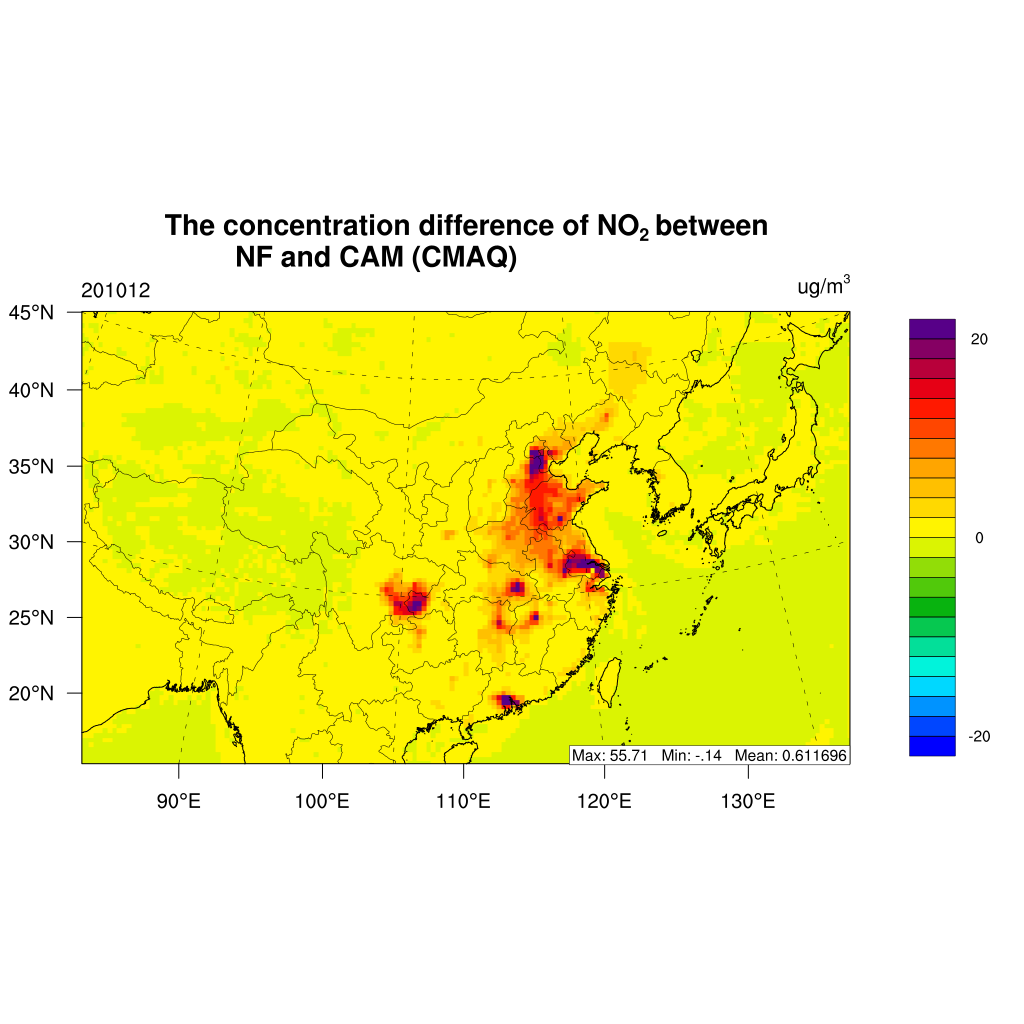 The concentration difference of NO₂ between
NF and CAM (CMAQ)
201012
ug/m³
45°N
40°N
35°N
30°N
25°N
20°N
20
0
-20
Max: 55.71 Min: -.14 Mean: 0.611696
90°E 100°E 110°E 120°E 130°E